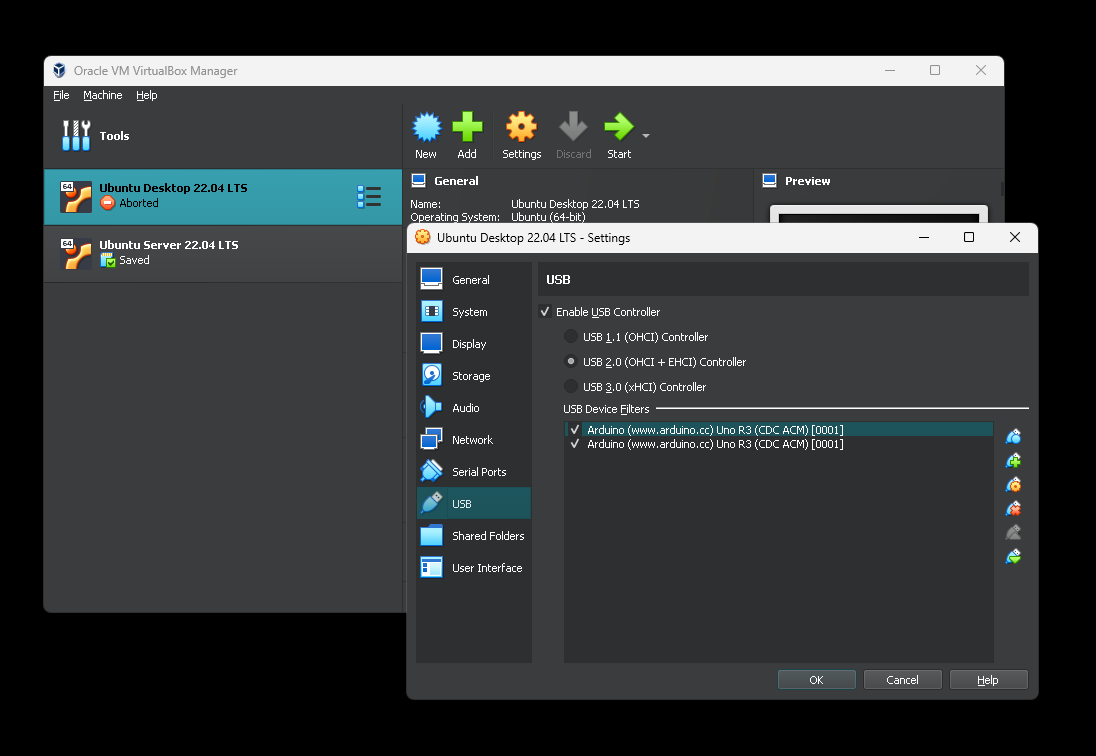 Oracle VM VirtualBox Manager
File Machine Help
Tools
New Add Settings Discard Start
64
Ubuntu Desktop 22.04 LTS
Aborted
64
Ubuntu Server 22.04 LTS
Saved
General
Name: Ubuntu Desktop 22.04 LTS
Operating System: Ubuntu (64-bit)
Preview
Ubuntu Desktop 22.04 LTS - Settings
General
System
Display
Storage
Audio
Network
Serial Ports
USB
Shared Folders
User Interface
USB
Enable USB Controller
USB 1.1 (OHCI) Controller
USB 2.0 (OHCI + EHCI) Controller
USB 3.0 (xHCI) Controller
USB Device Filters
Arduino (www.arduino.cc) Uno R3 (CDC ACM) [0001]
Arduino (www.arduino.cc) Uno R3 (CDC ACM) [0001]
OK Cancel Help